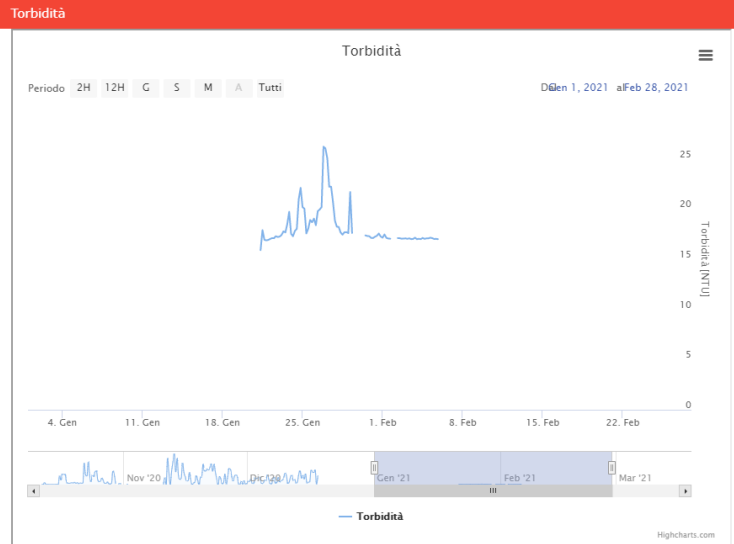 Torbidità
Torbidità
Periodo 2H 12H G S M A Tutti
Gen 1, 2021 al Feb 28, 2021
25
20
15
10
5
0
Torbidità [NTU]
4. Gen 11. Gen 18. Gen 25. Gen 1. Feb 8. Feb 15. Feb 22. Feb
Nov '20 Dic '20 Gen '21 Feb '21 Mar '21
Torbidità
Highcharts.com